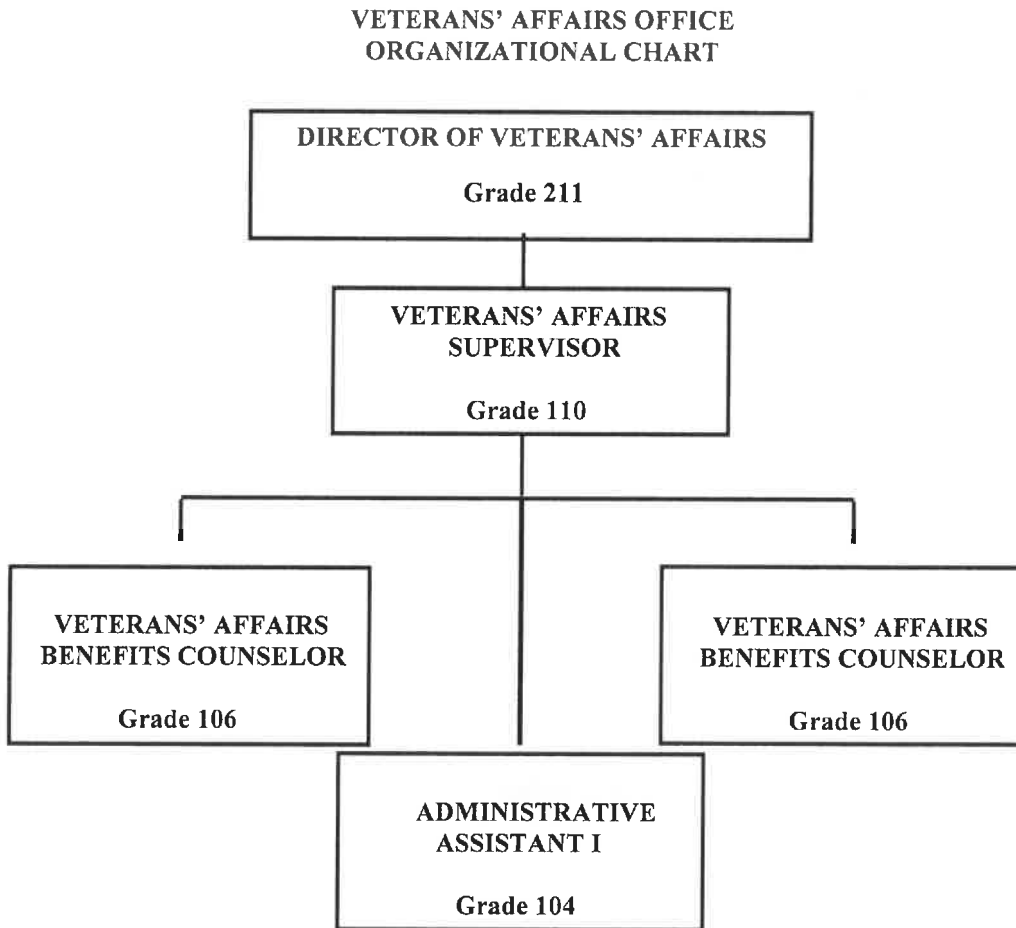 VETERANS’ AFFAIRS OFFICE
ORGANIZATIONAL CHART
DIRECTOR OF VETERANS’ AFFAIRS
Grade 211
VETERANS’ AFFAIRS
SUPERVISOR
Grade 110
VETERANS’ AFFAIRS
BENEFITS COUNSELOR
Grade 106
VETERANS’ AFFAIRS
BENEFITS COUNSELOR
Grade 106
ADMINISTRATIVE
ASSISTANT I
Grade 104